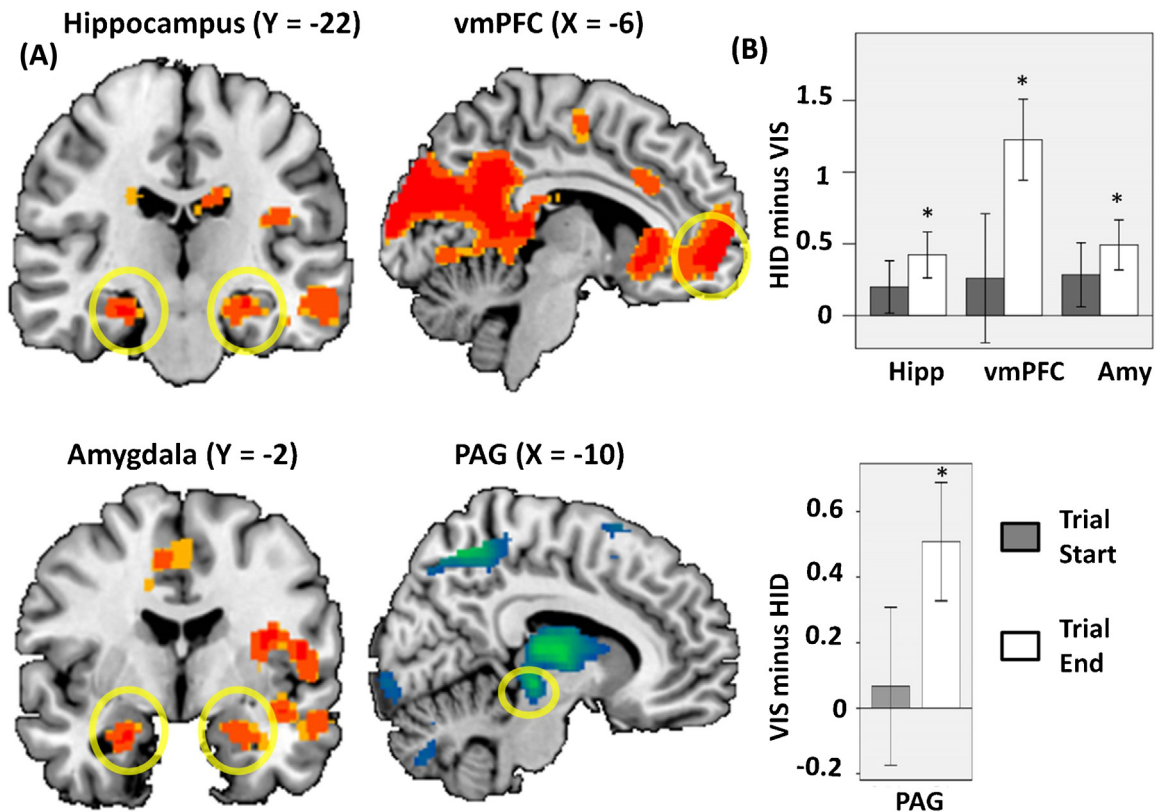 Hippocampus (Y = -22)
vmPFC (X = -6)
(A)
(B)
HID minus VIS
1.5
1
0.5
0
*
*
*
Hipp
vmPFC
Amy
Amygdala (Y = -2)
PAG (X = -10)
VIS minus HID
0.6
0.4
0.2
0
-0.2
*
PAG
Trial
Start
Trial
End